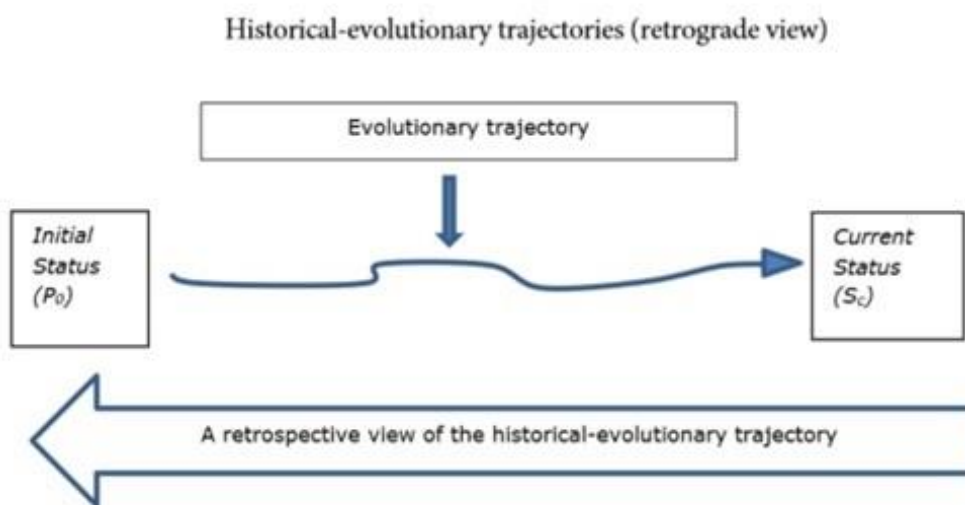 Historical-evolutionary trajectories (retrograde view)
Evolutionary trajectory
Initial
Status
(P₀)
Current
Status
(S꜀)
A retrospective view of the historical-evolutionary trajectory